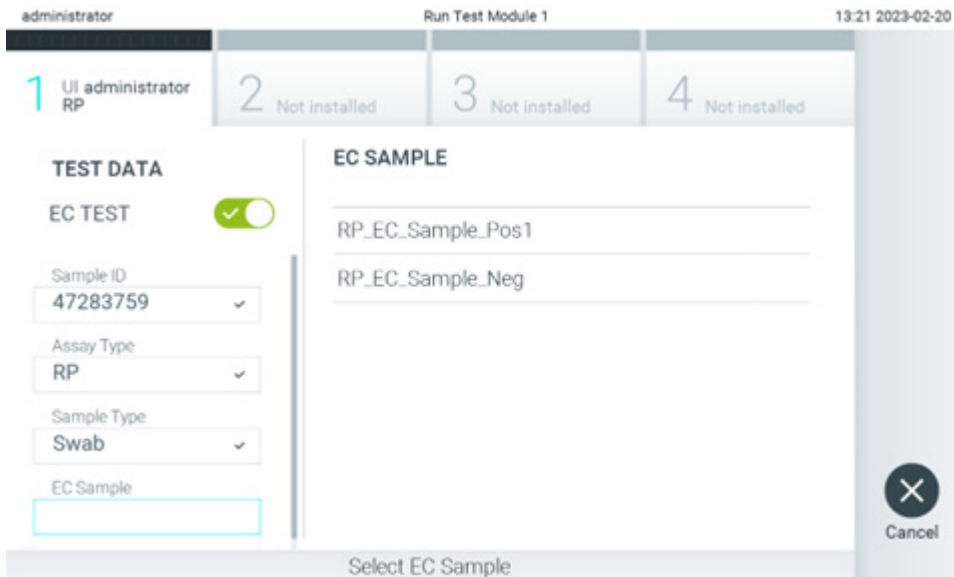 administrator
Run Test Module 1
13:21 2023-02-20
1 UI administrator
RP
2 Not installed
3 Not installed
4 Not installed
TEST DATA
EC TEST
Sample ID
47283759
Assay Type
RP
Sample Type
Swab
EC Sample
EC SAMPLE
RP_EC_Sample_Pos1
RP_EC_Sample_Neg
Cancel
Select EC Sample